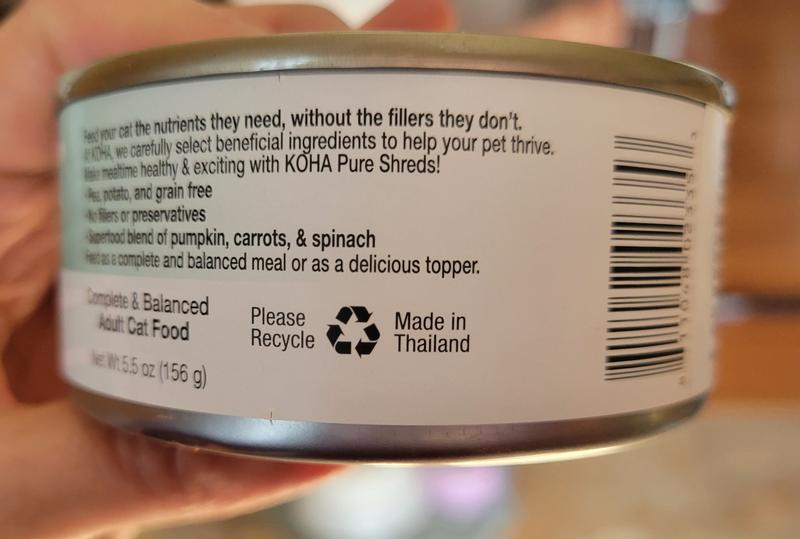 Feed your cat the nutrients they need, without the fillers they don't.
At KOHA, we carefully select beneficial ingredients to help your pet thrive.
Make mealtime healthy & exciting with KOHA Pure Shreds!
• Pea, potato, and grain free
• No fillers or preservatives
• Superfood blend of pumpkin, carrots, & spinach
Feed as a complete and balanced meal or as a delicious topper.
Complete & Balanced
Adult Cat Food
Net Wt 5.5 oz (156 g)
Please
Recycle
Made in
Thailand